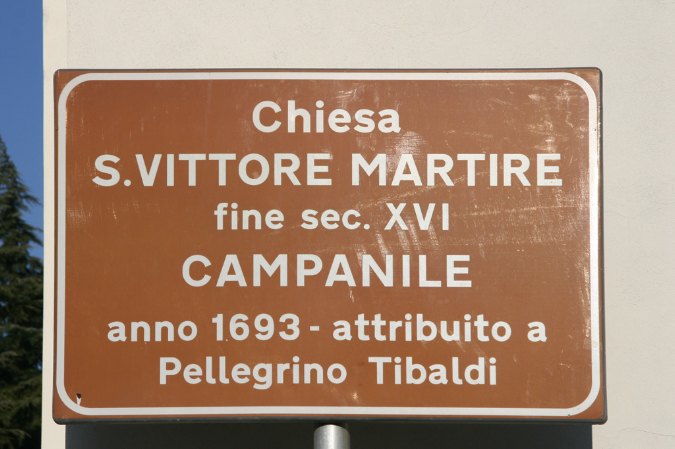 Chiesa
S. VITTORE MARTIRE
fine sec. XVI
CAMPANILE
anno 1693 - attribuito a
Pellegrino Tibaldi